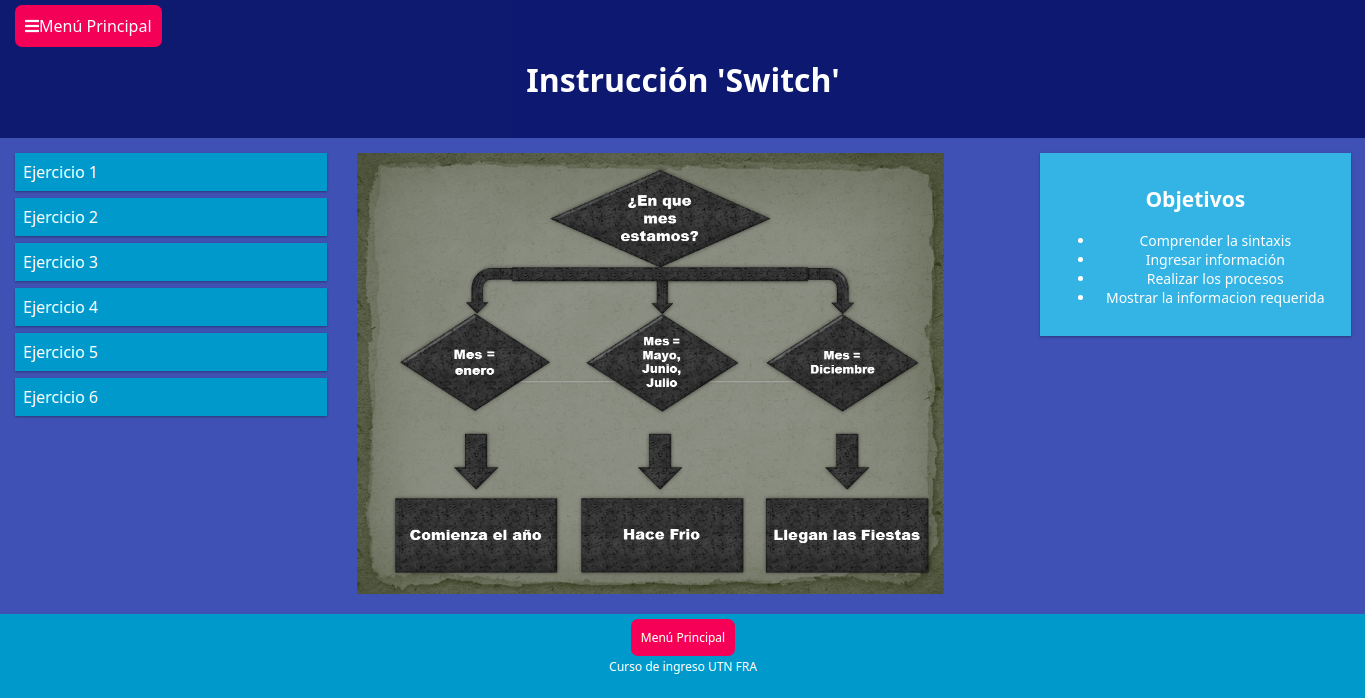 Menú Principal
Instrucción 'Switch'
Ejercicio 1
Ejercicio 2
Ejercicio 3
Ejercicio 4
Ejercicio 5
Ejercicio 6
¿En que
mes
estamos?
Mes =
enero
Mes =
Mayo,
Junio,
Julio
Mes =
Diciembre
Comienza el año
Hace Frio
Llegan las Fiestas
Objetivos
Comprender la sintaxis
Ingresar información
Realizar los procesos
Mostrar la informacion requerida
Menú Principal
Curso de ingreso UTN FRA